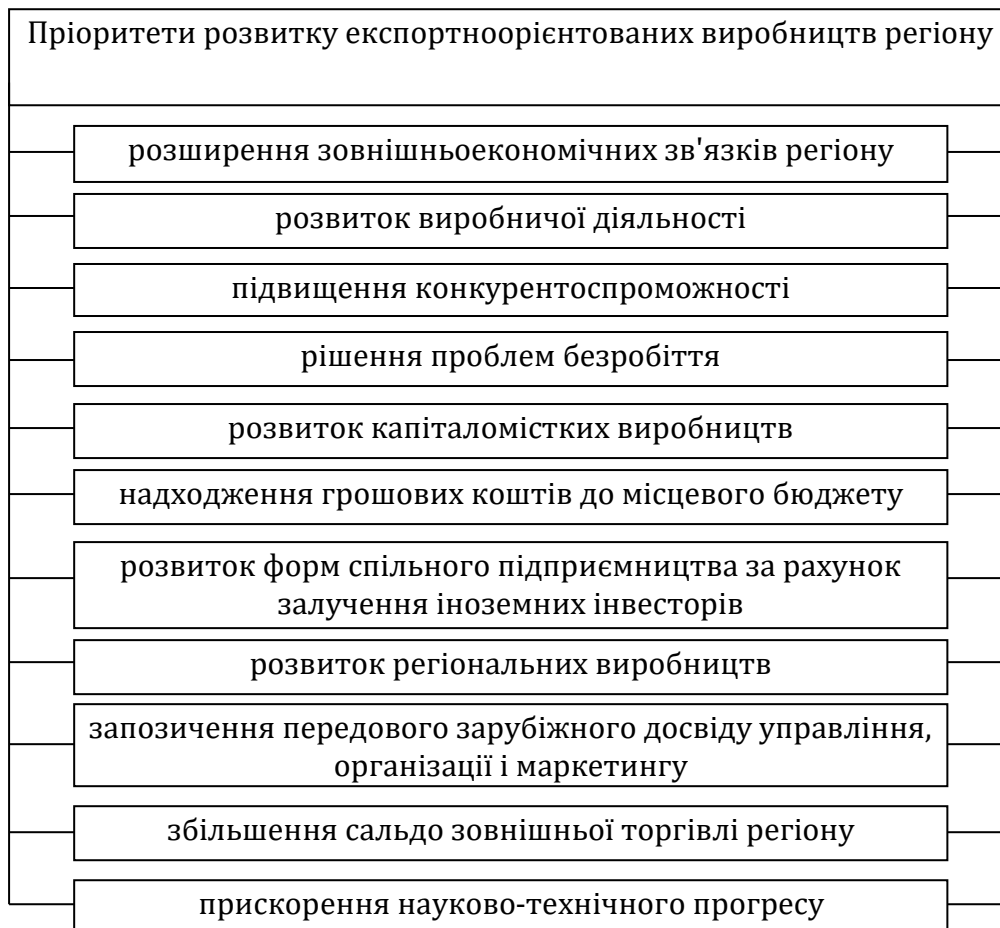 Пріоритети розвитку експортноорієнтованих виробництв регіону
розширення зовнішньоекономічних зв'язків регіону
розвиток виробничої діяльності
підвищення конкурентоспроможності
рішення проблем безробіття
розвиток капіталомістких виробництв
надходження грошових коштів до місцевого бюджету
розвиток форм спільного підприємництва за рахунок
залучення іноземних інвесторів
розвиток регіональних виробництв
запозичення передового зарубіжного досвіду управління,
організації і маркетингу
збільшення сальдо зовнішньої торгівлі регіону
прискорення науково-технічного прогресу